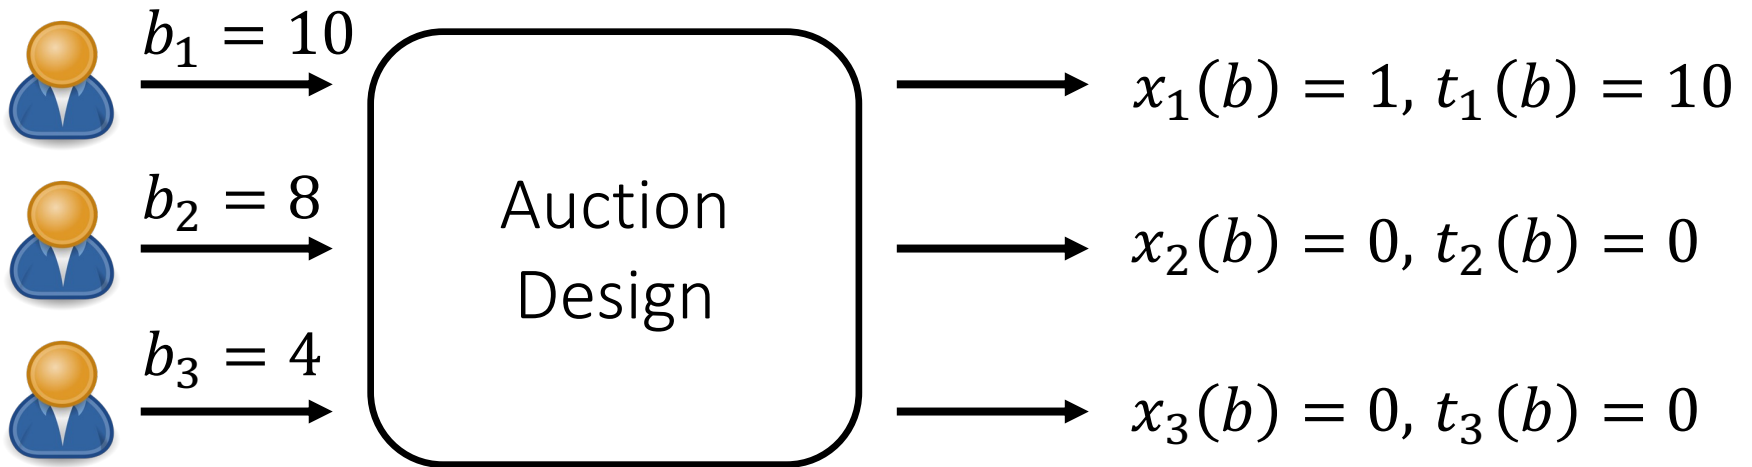 b₁ = 10
x₁(b) = 1, t₁(b) = 10
b₂ = 8
Auction
Design
x₂(b) = 0, t₂(b) = 0
b₃ = 4
x₃(b) = 0, t₃(b) = 0